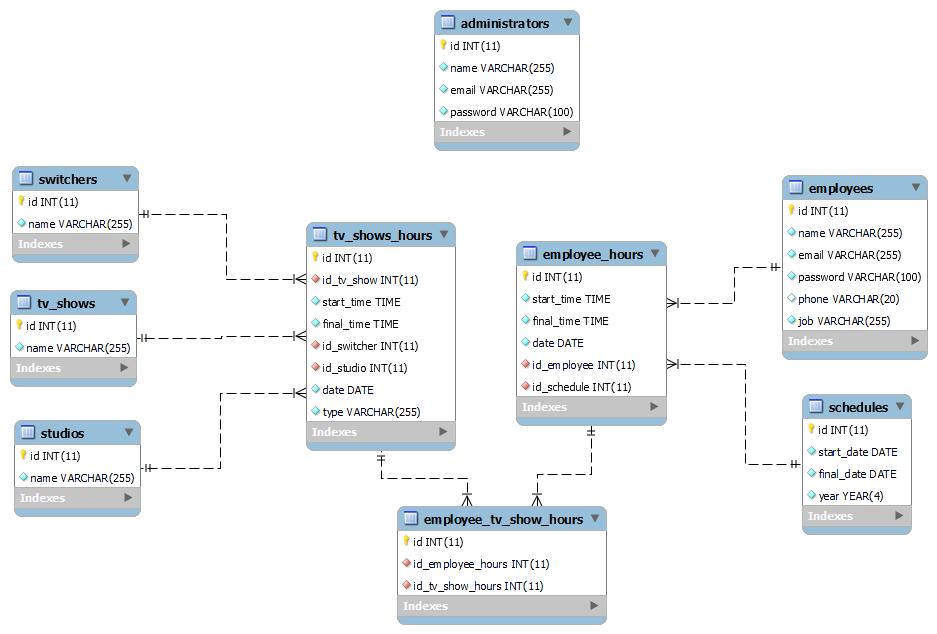 administrators
id INT(11)
name VARCHAR(255)
email VARCHAR(255)
password VARCHAR(100)
Indexes
switchers
id INT(11)
name VARCHAR(255)
Indexes
tv_shows
id INT(11)
name VARCHAR(255)
Indexes
studios
id INT(11)
name VARCHAR(255)
Indexes
tv_shows_hours
id INT(11)
id_tv_show INT(11)
start_time TIME
final_time TIME
id_switcher INT(11)
id_studio INT(11)
date DATE
type VARCHAR(255)
Indexes
employee_hours
id INT(11)
start_time TIME
final_time TIME
date DATE
id_employee INT(11)
id_schedule INT(11)
Indexes
employees
id INT(11)
name VARCHAR(255)
email VARCHAR(255)
password VARCHAR(100)
phone VARCHAR(20)
job VARCHAR(255)
Indexes
schedules
id INT(11)
start_date DATE
final_date DATE
year YEAR(4)
Indexes
employee_tv_show_hours
id INT(11)
id_employee_hours INT(11)
id_tv_show_hours INT(11)
Indexes